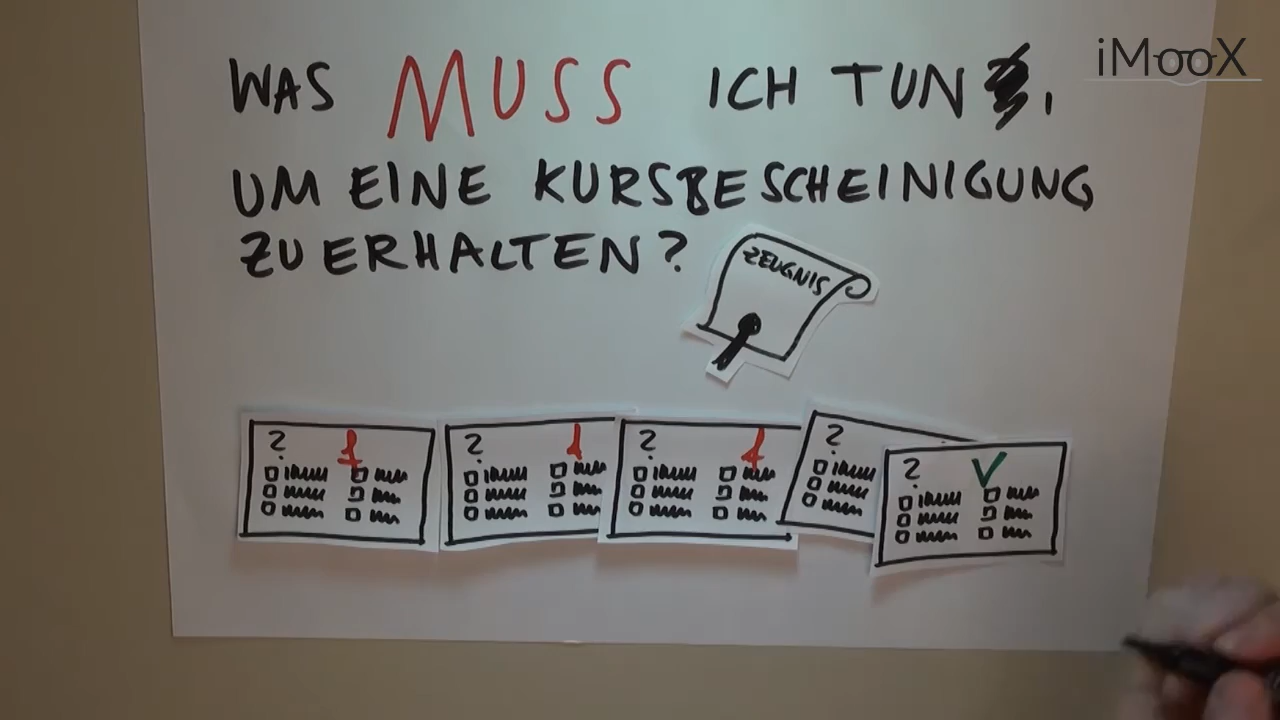 iMooX
WAS MUSS ICH TUN,
UM EINE KURSBESCHEINIGUNG
ZU ERHALTEN?
ZEUGNIS
? ? ? ? ?